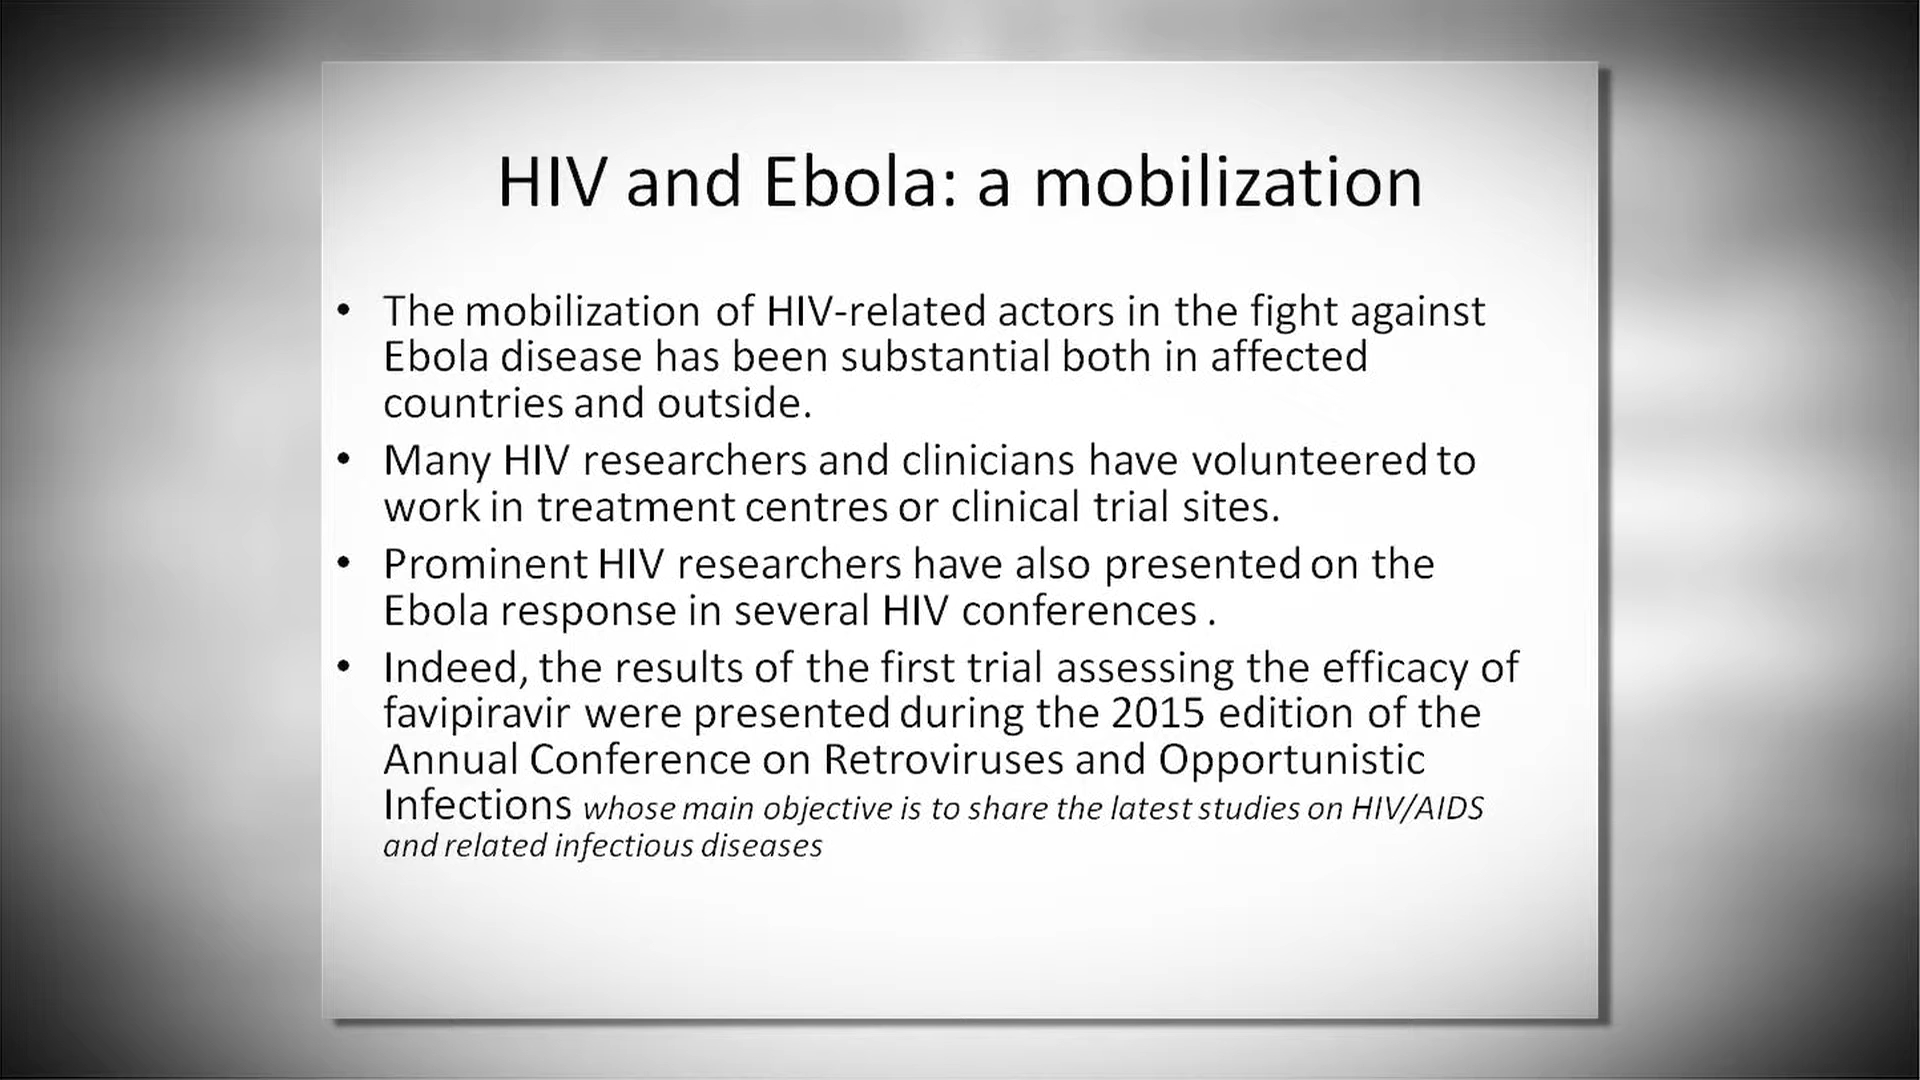 HIV and Ebola: a mobilization
• The mobilization of HIV-related actors in the fight against
Ebola disease has been substantial both in affected
countries and outside.
• Many HIV researchers and clinicians have volunteered to
work in treatment centres or clinical trial sites.
• Prominent HIV researchers have also presented on the
Ebola response in several HIV conferences .
• Indeed, the results of the first trial assessing the efficacy of
favipiravir were presented during the 2015 edition of the
Annual Conference on Retroviruses and Opportunistic
Infections whose main objective is to share the latest studies on HIV/AIDS
and related infectious diseases